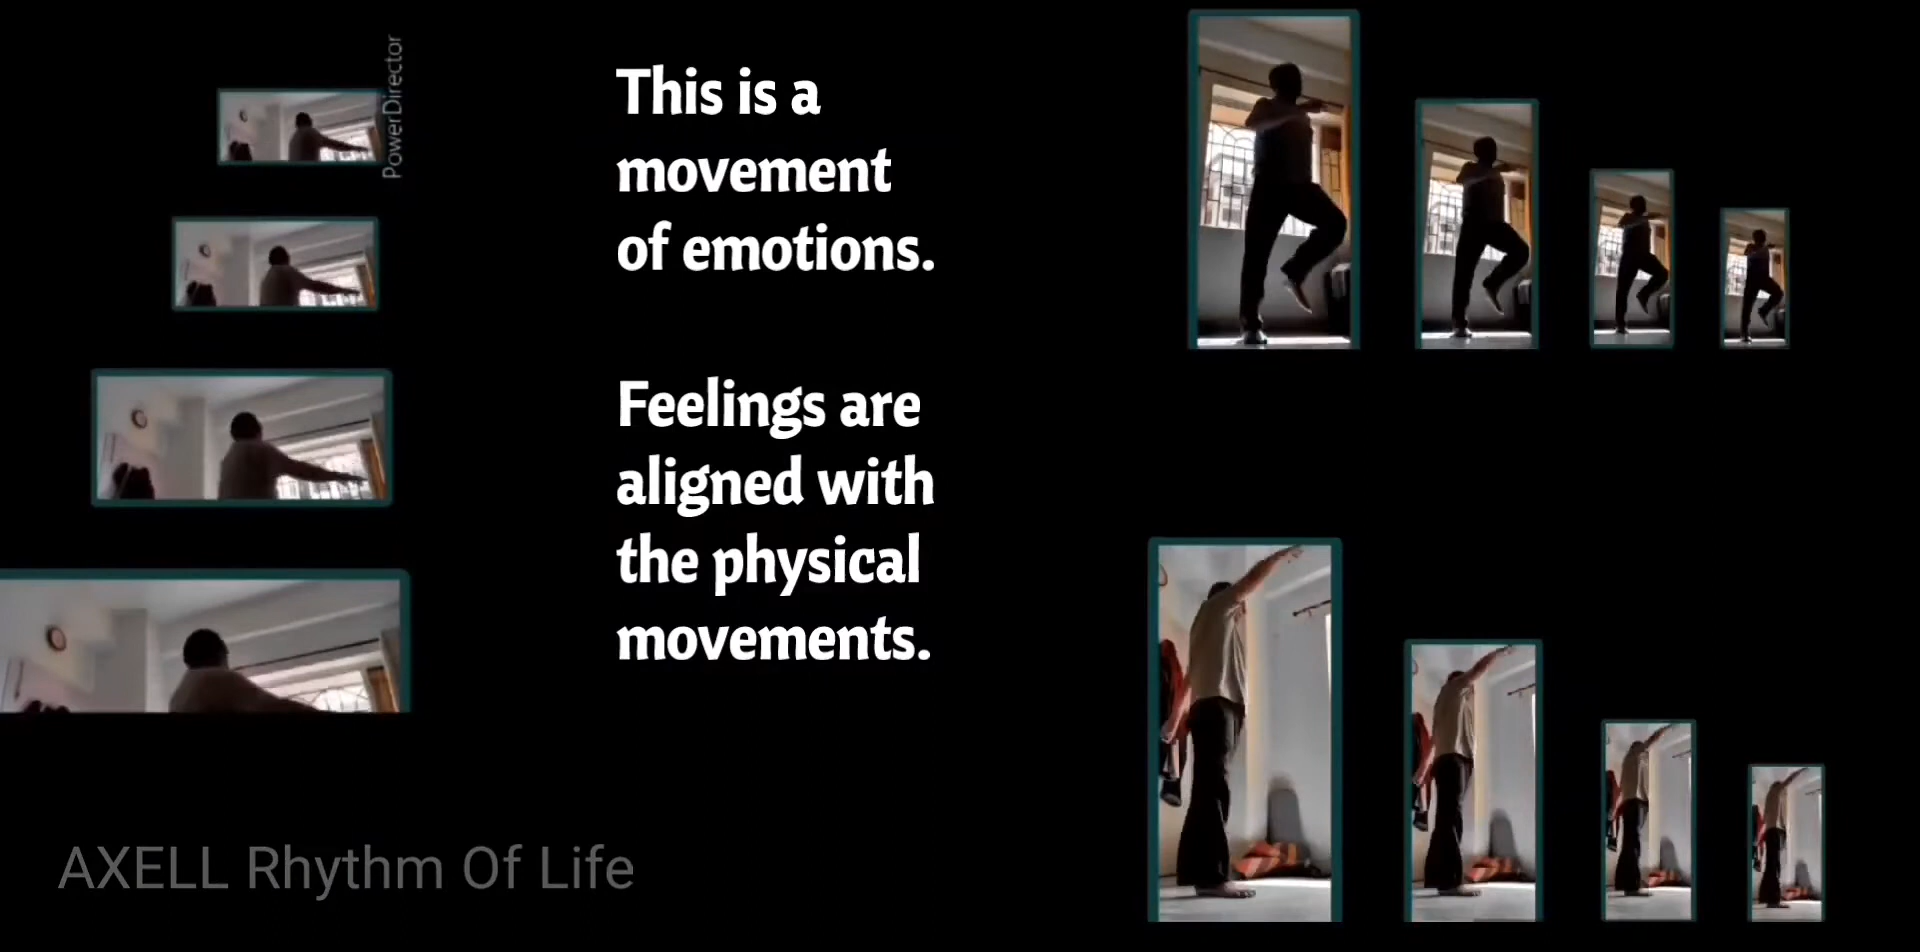 PowerDirector
This is a
movement
of emotions.
Feelings are
aligned with
the physical
movements.
AXELL Rhythm Of Life